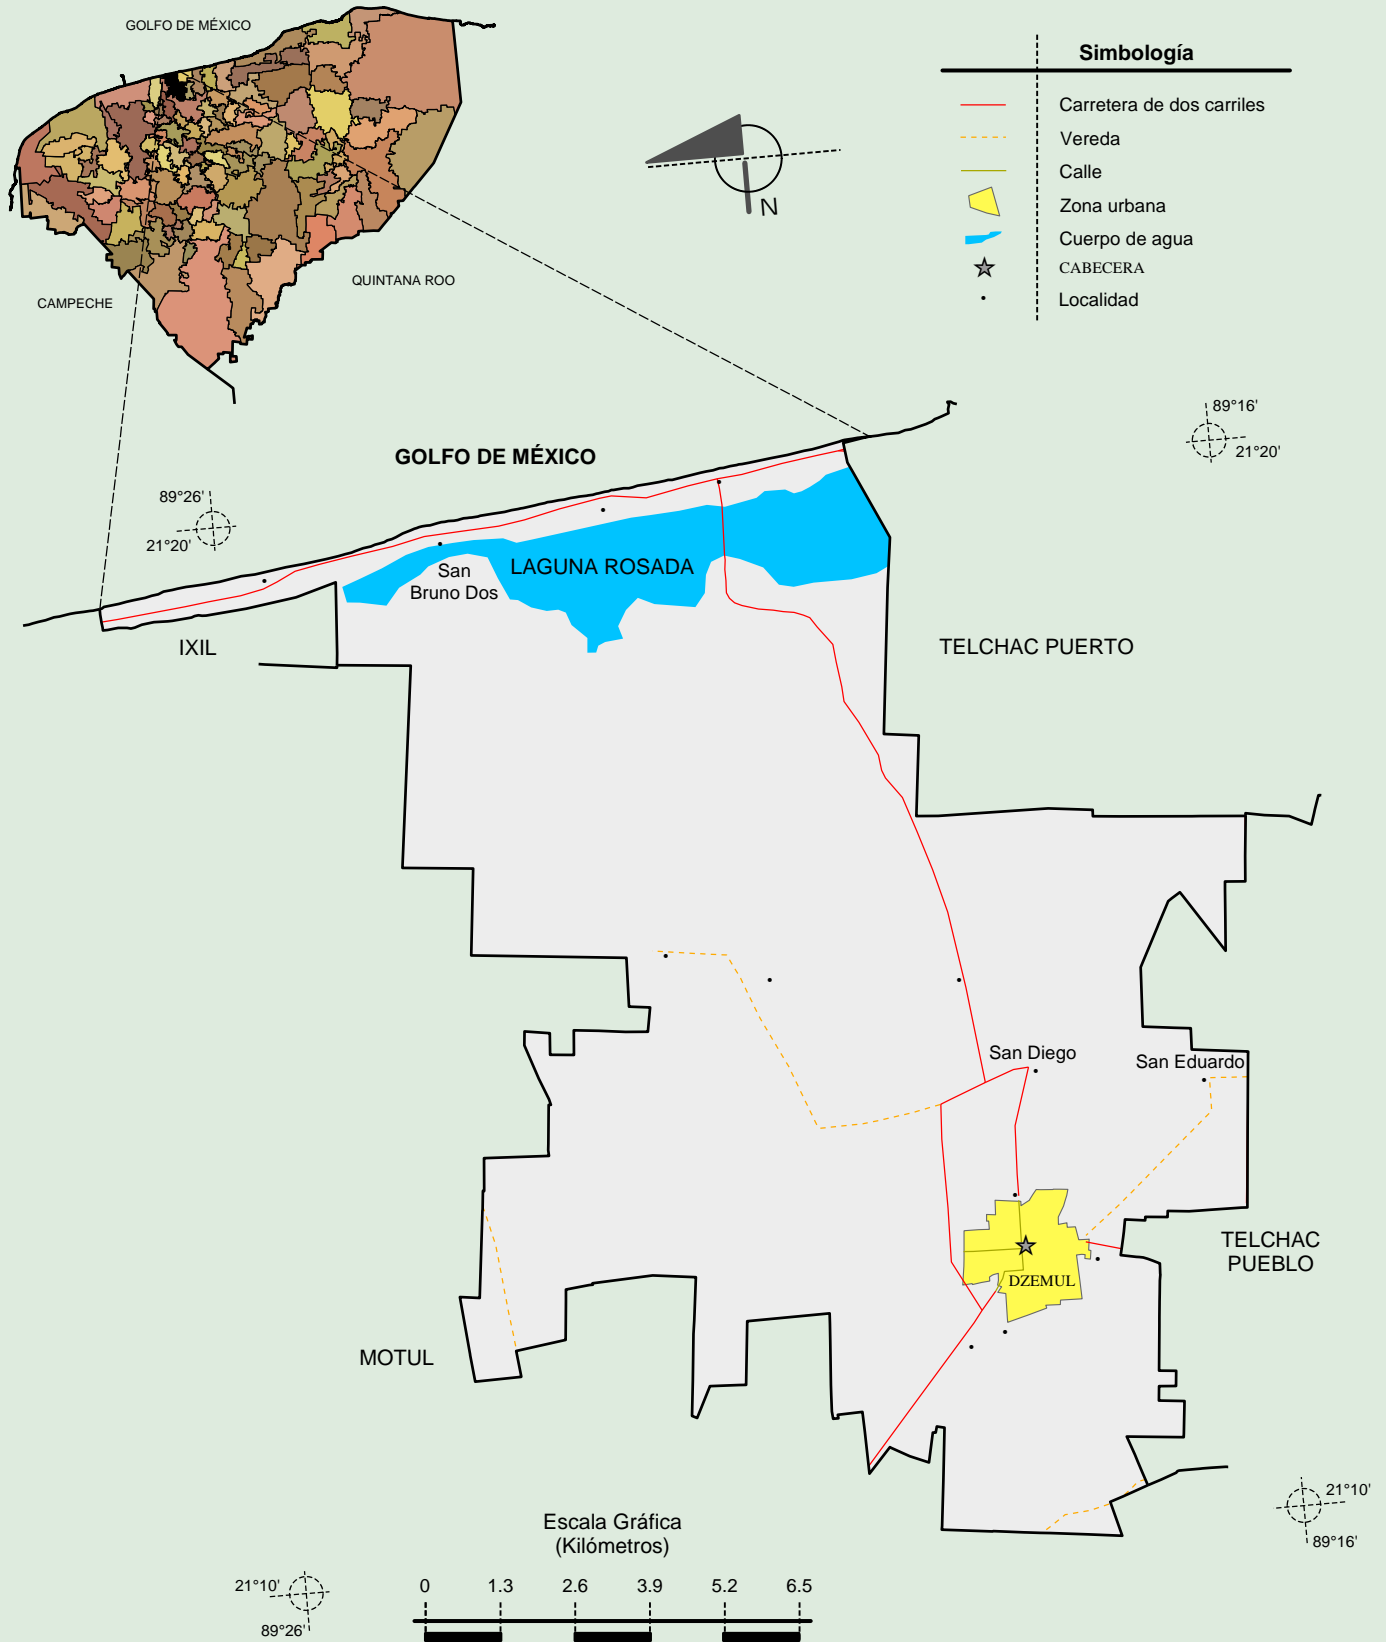 GOLFO DE MÉXICO
CAMPECHE
QUINTANA ROO
N
Simbología
Carretera de dos carriles
Vereda
Calle
Zona urbana
Cuerpo de agua
CABECERA
Localidad
89°16'
21°20'
GOLFO DE MÉXICO
89°26'
21°20'
San
Bruno Dos
LAGUNA ROSADA
IXIL
TELCHAC PUERTO
San Diego
San Eduardo
TELCHAC
PUEBLO
DZEMUL
MOTUL
21°10'
89°16'
Escala Gráfica
(Kilómetros)
0 1.3 2.6 3.9 5.2 6.5
21°10'
89°26'